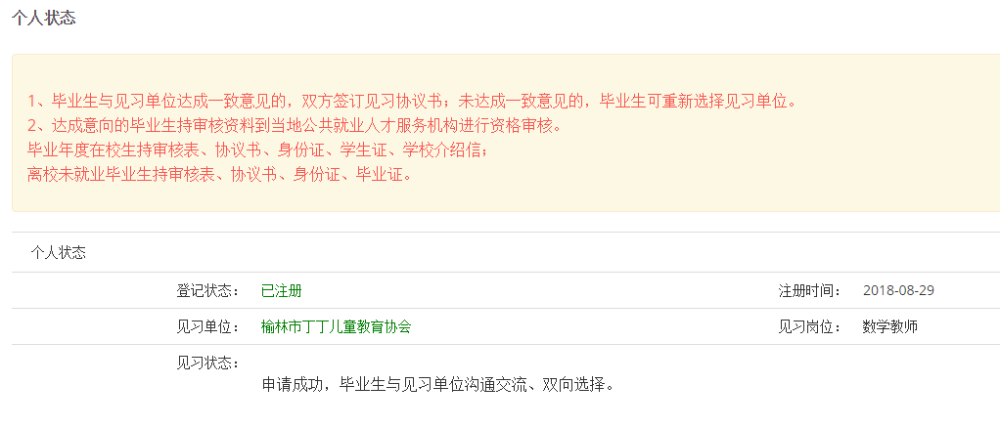 个人状态
1、毕业生与见习单位达成一致意见的，双方签订见习协议书；未达成一致意见的，毕业生可重新选择见习单位。
2、达成意向的毕业生持审核资料到当地公共就业人才服务机构进行资格审核。
毕业年度在校生持审核表、协议书、身份证、学生证、学校介绍信；
离校未就业毕业生持审核表、协议书、身份证、毕业证。
个人状态
登记状态： 已注册 注册时间： 2018-08-29
见习单位： 榆林市丁丁儿童教育协会 见习岗位： 数学教师
见习状态：
申请成功，毕业生与见习单位沟通交流、双向选择。